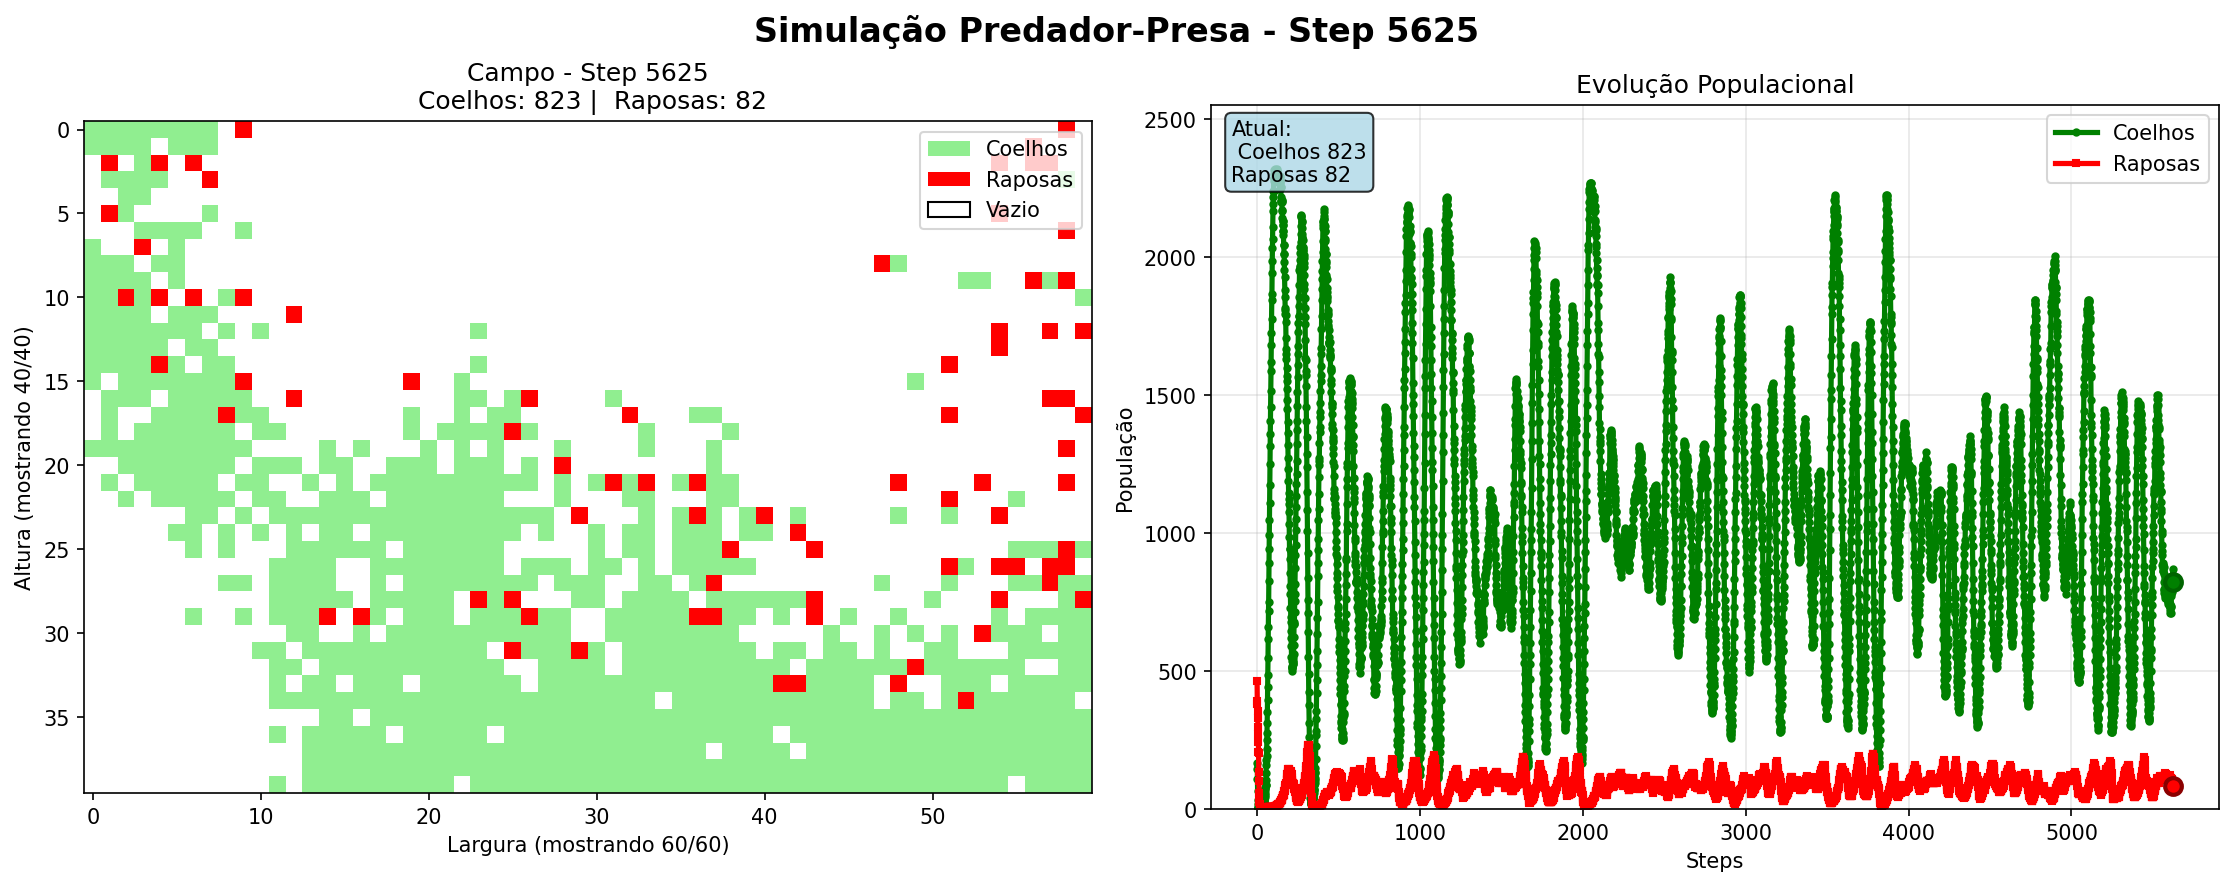 Simulação Predador-Presa - Step 5625
Campo - Step 5625
Coelhos: 823 |  Raposas: 82
Coelhos
Raposas
Vazio
0
5
10
15
20
25
30
35
Altura (mostrando 40/40)
0
10
20
30
40
50
Largura (mostrando 60/60)
Evolução Populacional
Atual:
Coelhos 823
Raposas 82
Coelhos
Raposas
2500
2000
1500
1000
500
0
População
0
1000
2000
3000
4000
5000
Steps